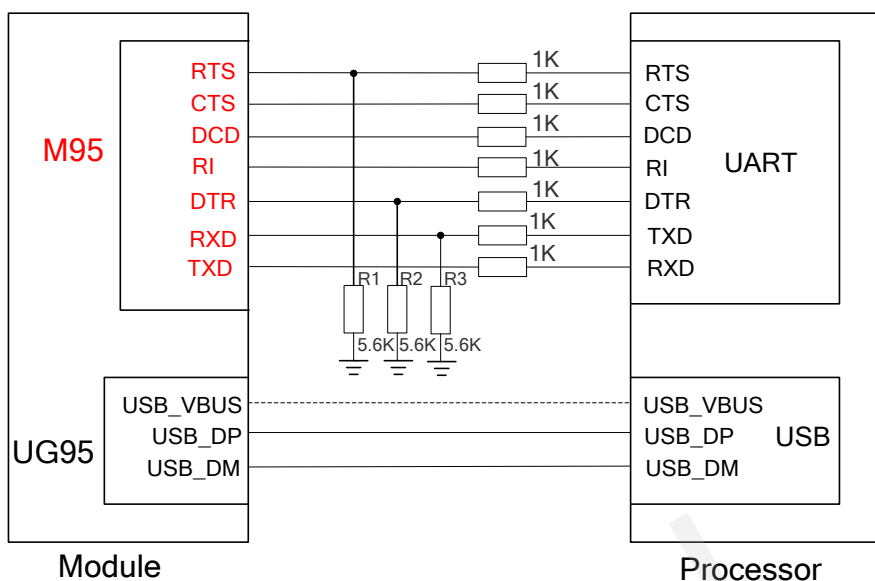 RTS 1K RTS
CTS 1K CTS
DCD 1K DCD
M95
RI 1K RI
UART
DTR 1K DTR
RXD 1K TXD
TXD 1K RXD
R1 R2 R3
5.6K 5.6K 5.6K
USB_VBUS USB_VBUS
UG95 USB_DP USB_DP USB
USB_DM USB_DM
Module Processor